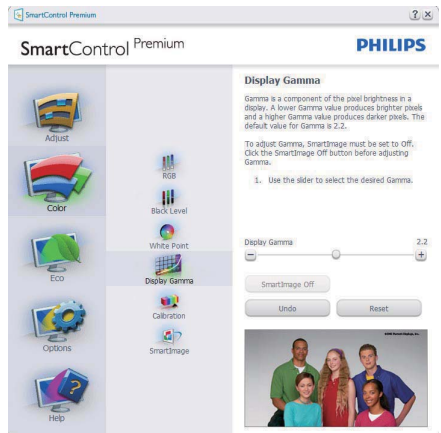 SmartControl Premium
? ×
SmartControl Premium
PHILIPS
Adjust
Color
Eco
Options
Help
RGB
Black Level
White Point
Display Gamma
Calibration
SmartImage
Display Gamma
Gamma is a component of the pixel brightness in a
display. A lower Gamma value produces brighter pixels
and a higher Gamma value produces darker pixels. The
default value for Gamma is 2.2.
To adjust Gamma, SmartImage must be set to Off.
Click the SmartImage Off button before adjusting
Gamma.
1. Use the slider to select the desired Gamma.
Display Gamma 2.2
− +
SmartImage Off
Undo Reset